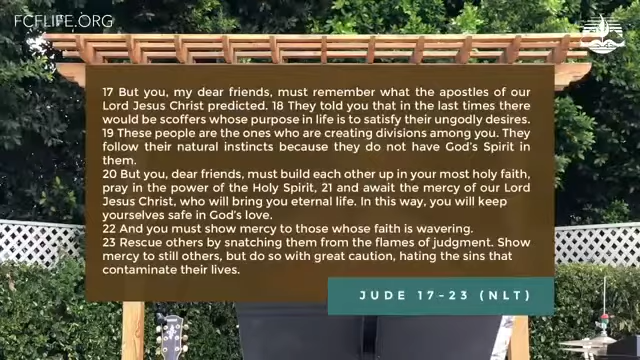 FCFLIFE.ORG
17 But you, my dear friends, must remember what the apostles of our
Lord Jesus Christ predicted. 18 They told you that in the last times there
would be scoffers whose purpose in life is to satisfy their ungodly desires.
19 These people are the ones who are creating divisions among you. They
follow their natural instincts because they do not have God's Spirit in
them.
20 But you, dear friends, must build each other up in your most holy faith,
pray in the power of the Holy Spirit, 21 and await the mercy of our Lord
Jesus Christ, who will bring you eternal life. In this way, you will keep
yourselves safe in God's love.
22 And you must show mercy to those whose faith is wavering.
23 Rescue others by snatching them from the flames of judgment. Show
mercy to still others, but do so with great caution, hating the sins that
contaminate their lives.
JUDE 17-23 (NLT)